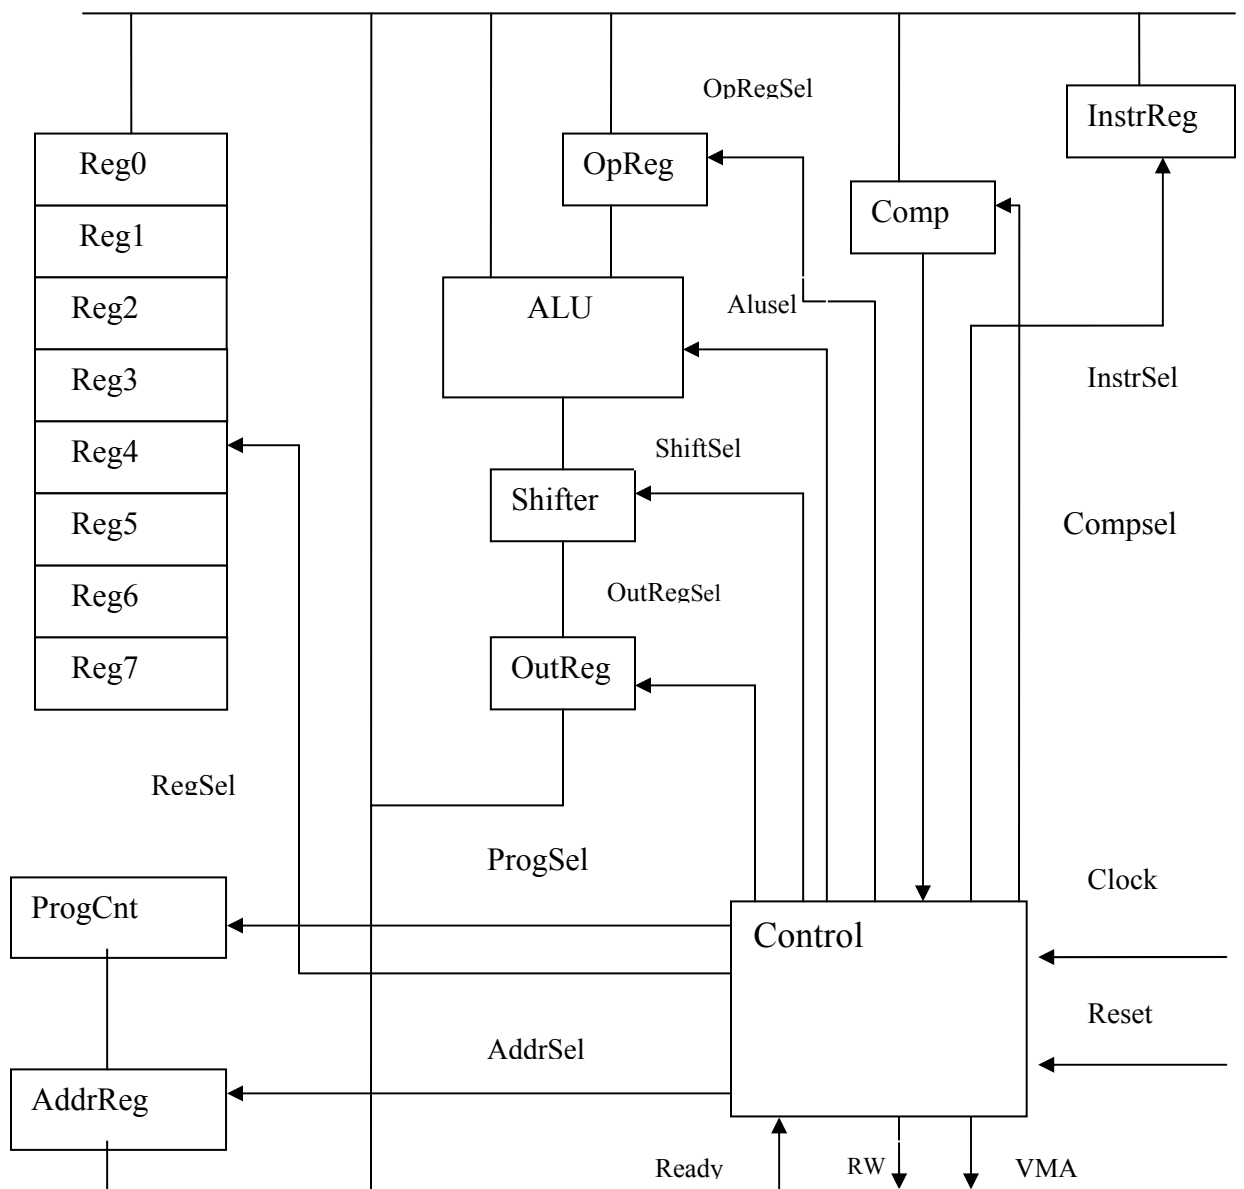 OpRegSel
InstrReg
Reg0
OpReg
Comp
Reg1
Reg2
ALU
Alusel
Reg3
InstrSel
Reg4
ShiftSel
Shifter
Reg5
Compsel
Reg6
OutRegSel
Reg7
OutReg
RegSel
ProgSel
Clock
ProgCnt
Control
Reset
AddrSel
AddrReg
Ready
RW
VMA